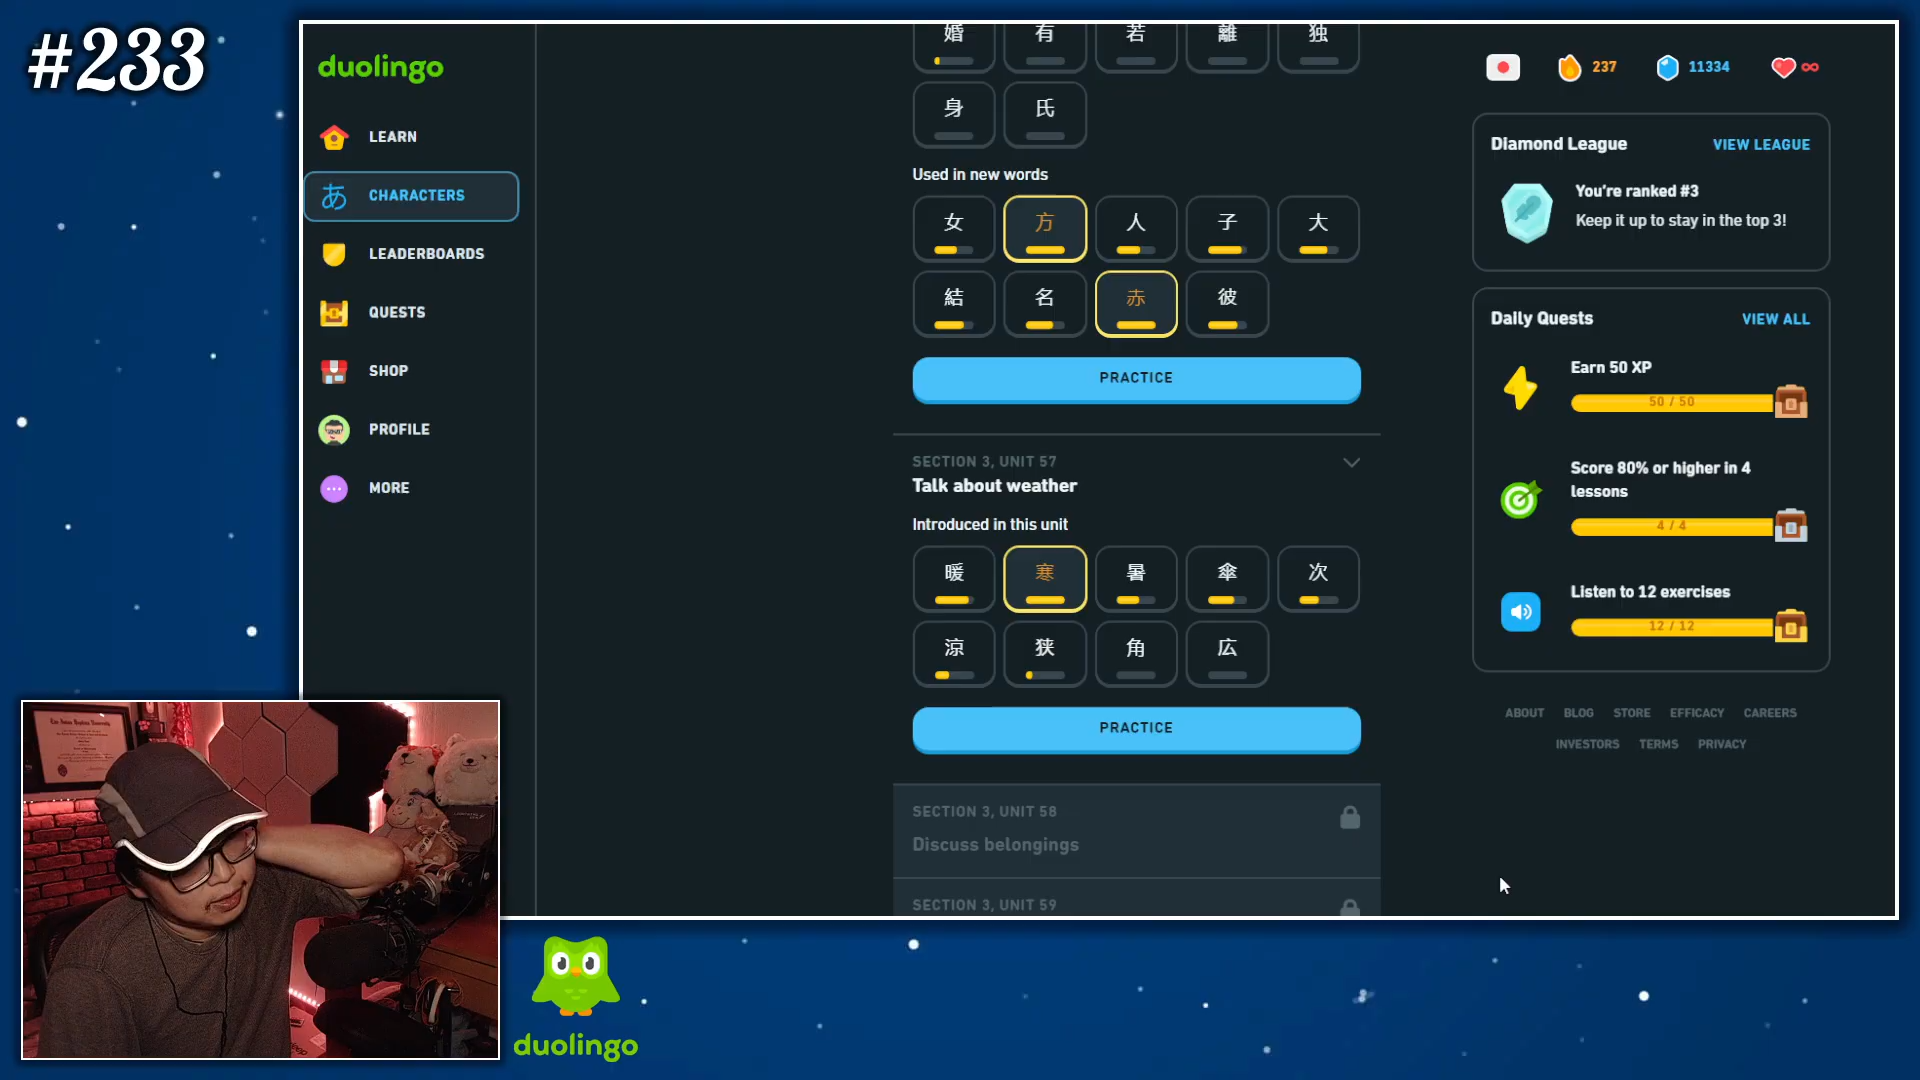 #233
duolingo
LEARN
あ CHARACTERS
LEADERBOARDS
QUESTS
SHOP
PROFILE
MORE
婚 有 若 離 独
身 氏
Used in new words
女 方 人 子 大
結 名 赤 彼
PRACTICE
SECTION 3, UNIT 57
Talk about weather
Introduced in this unit
暖 寒 暑 傘 次
涼 狭 角 広
PRACTICE
SECTION 3, UNIT 58
Discuss belongings
SECTION 3, UNIT 59
237 11334 ∞
Diamond League VIEW LEAGUE
You're ranked #3
Keep it up to stay in the top 3!
Daily Quests VIEW ALL
Earn 50 XP
50 / 50
Score 80% or higher in 4
lessons
4 / 4
Listen to 12 exercises
12 / 12
ABOUT BLOG STORE EFFICACY CAREERS
INVESTORS TERMS PRIVACY
duolingo